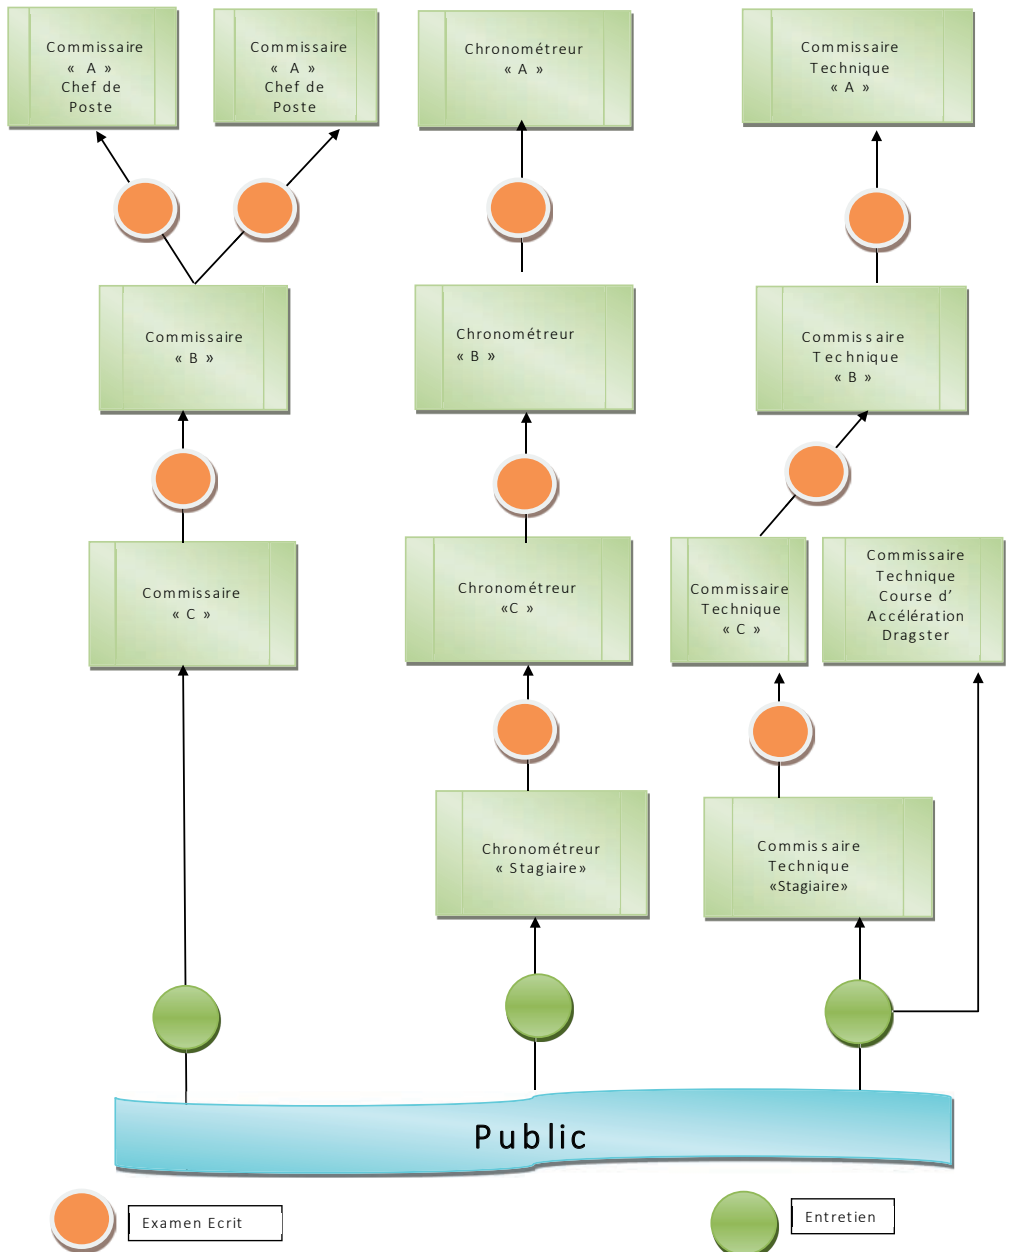 Commissaire
« A »
Chef de
Poste
Commissaire
« A »
Chef de
Poste
Chronométreur
« A »
Commissaire
Technique
« A »
Commissaire
« B »
Chronométreur
« B »
Commissaire
Technique
« B »
Commissaire
« C »
Chronométreur
«C »
Commissaire
Technique
« C »
Commissaire
Technique
Course d’
Accélération
Dragster
Chronométreur
« Stagiaire»
Commissaire
Technique
«Stagiaire»
Public
Examen Ecrit
Entretien